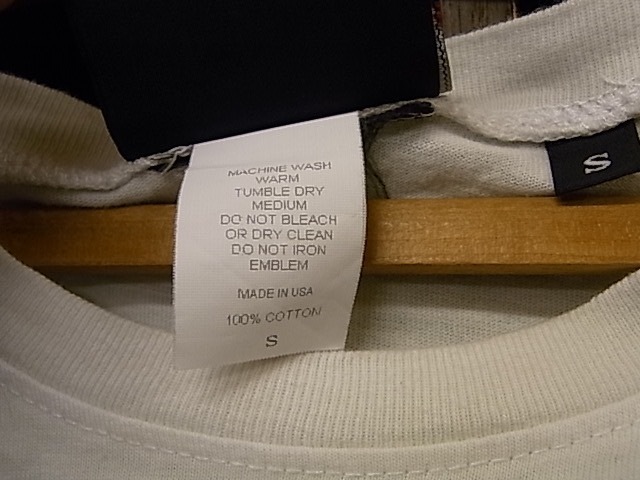 MACHINE WASH
WARM
TUMBLE DRY
MEDIUM
DO NOT BLEACH
OR DRY CLEAN
DO NOT IRON
EMBLEM
MADE IN USA
100% COTTON
S
S